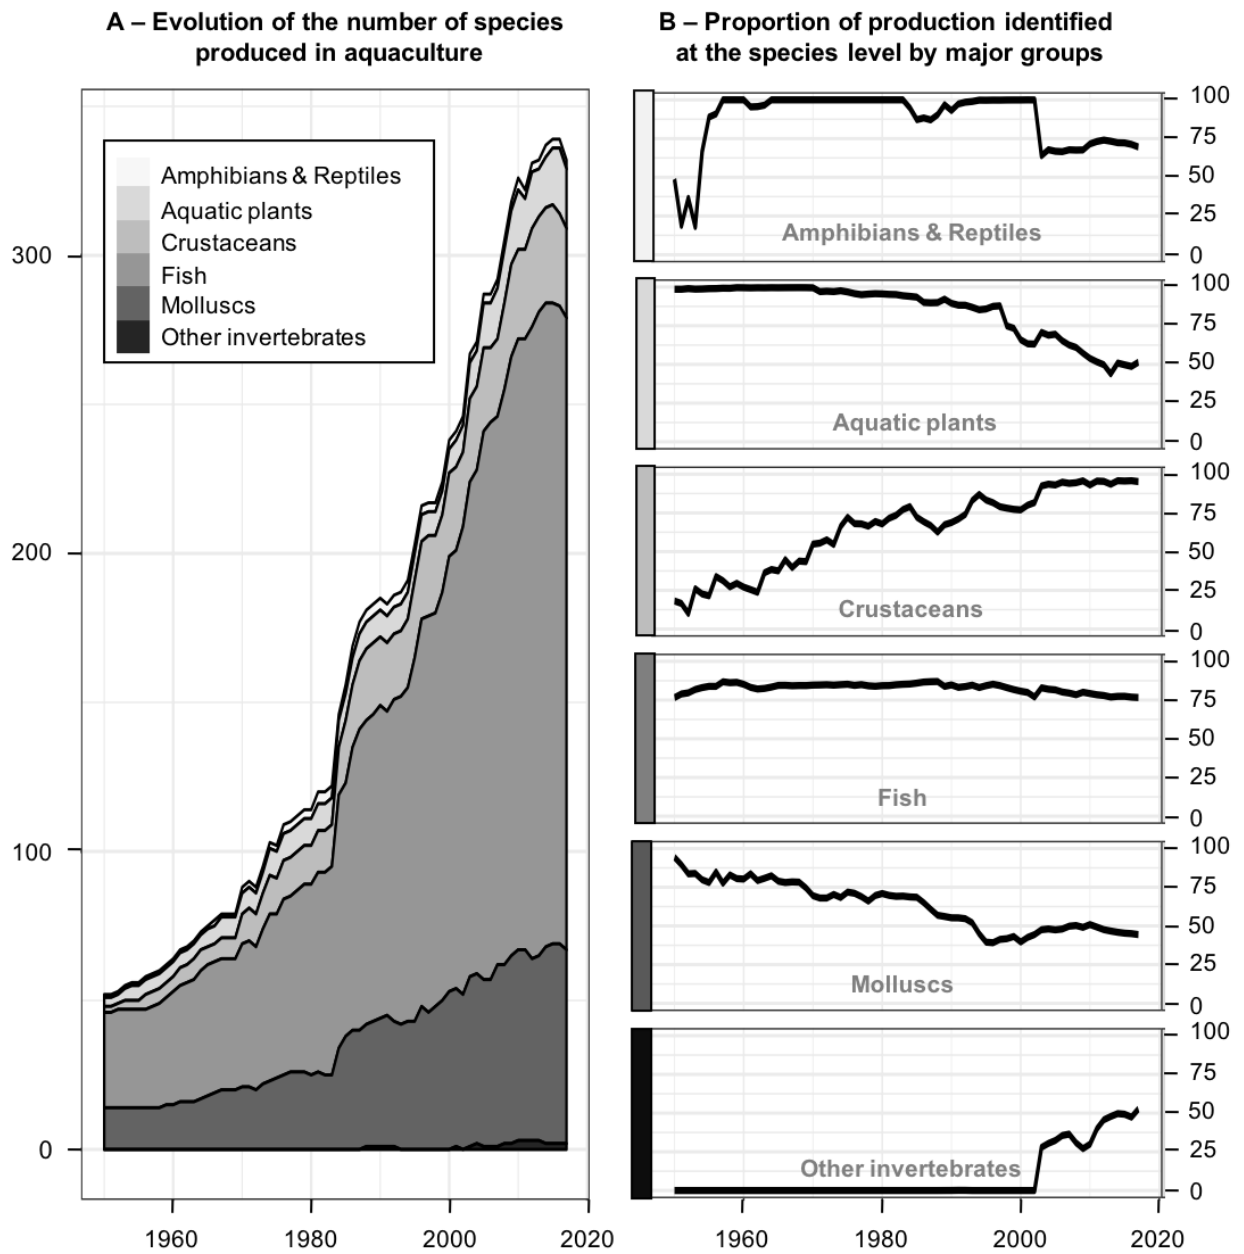 A – Evolution of the number of species
produced in aquaculture
Amphibians & Reptiles
Aquatic plants
Crustaceans
Fish
Molluscs
Other invertebrates
300
200
100
0
1960
1980
2000
2020
B – Proportion of production identified
at the species level by major groups
100
75
50
25
0
Amphibians & Reptiles
100
75
50
25
0
Aquatic plants
100
75
50
25
0
Crustaceans
100
75
50
25
0
Fish
100
75
50
25
0
Molluscs
100
75
50
25
0
Other invertebrates
1960
1980
2000
2020